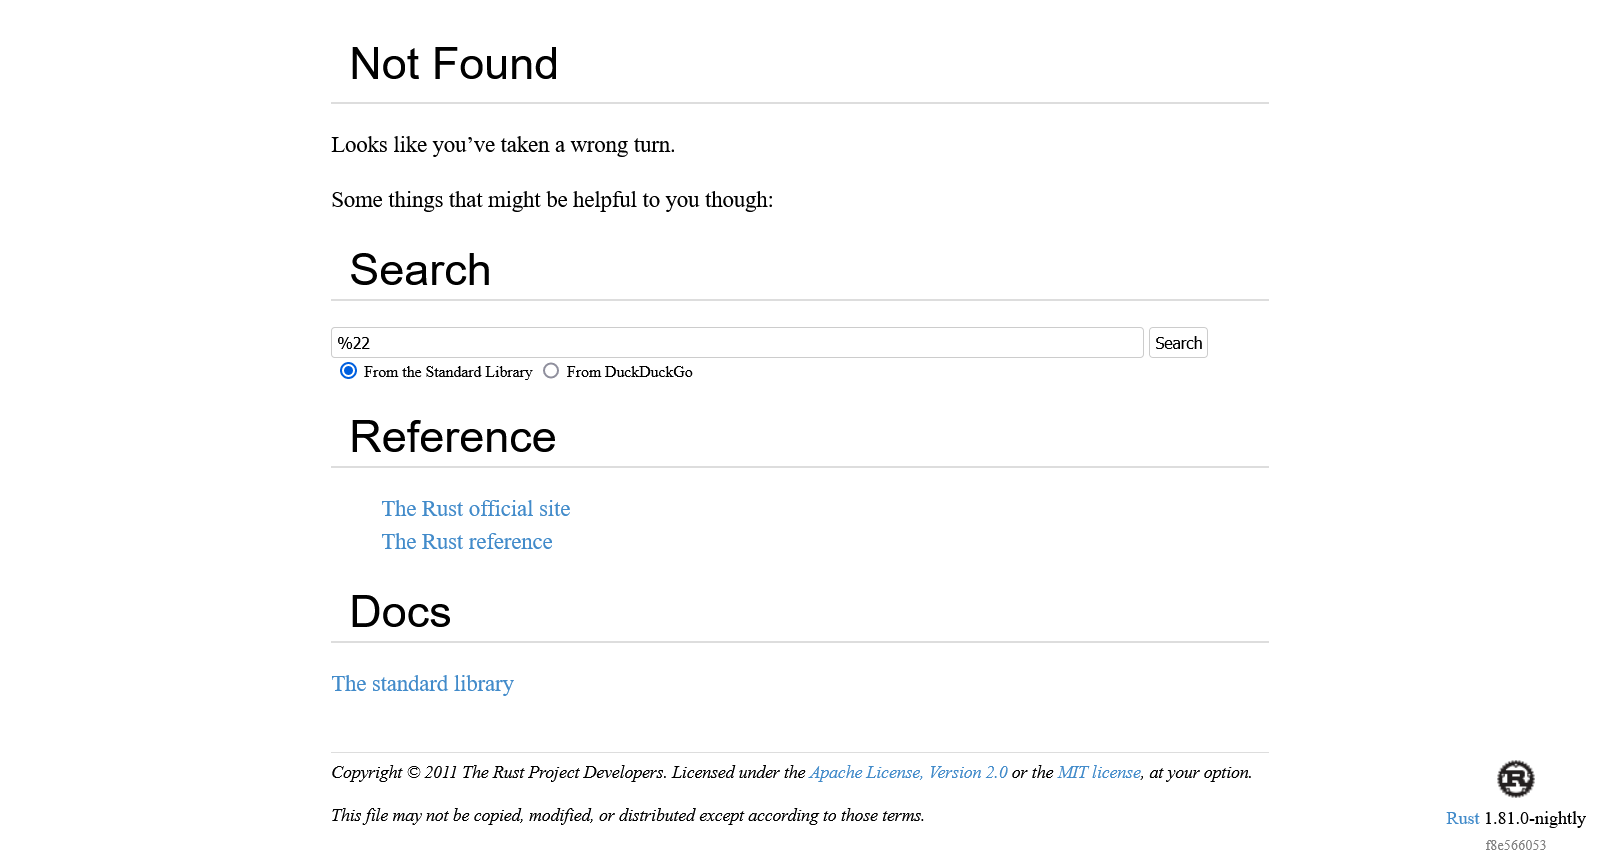 Not Found
Looks like you’ve taken a wrong turn.
Some things that might be helpful to you though:
Search
%22 Search
From the Standard Library From DuckDuckGo
Reference
The Rust official site
The Rust reference
Docs
The standard library
Copyright © 2011 The Rust Project Developers. Licensed under the Apache License, Version 2.0 or the MIT license, at your option.
This file may not be copied, modified, or distributed except according to those terms.
R
Rust 1.81.0-nightly
f8e566053